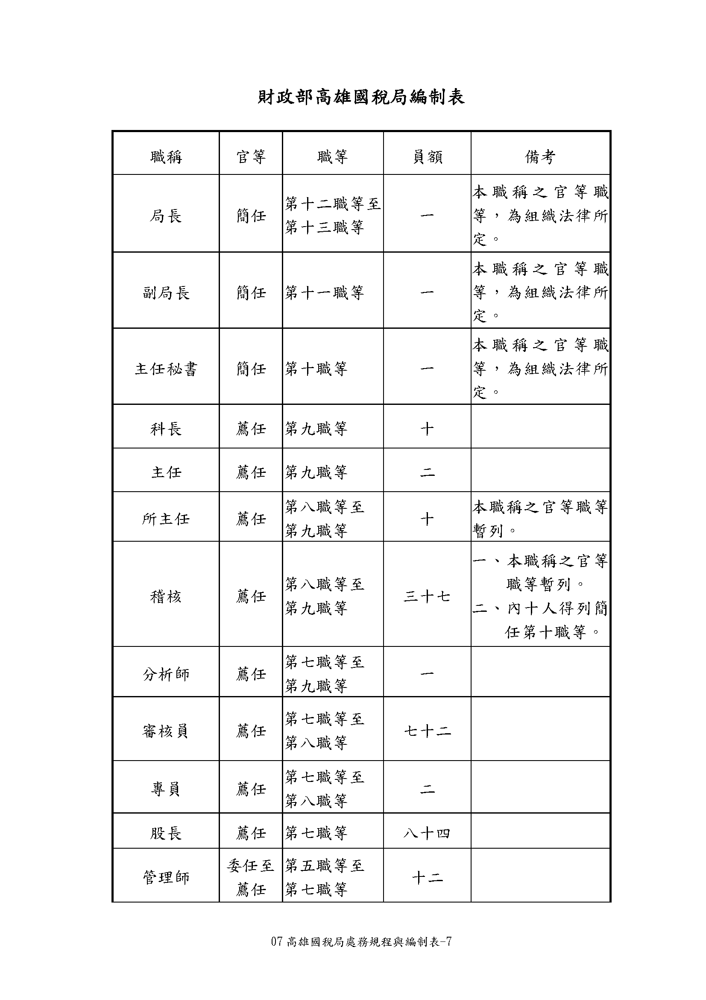 財政部高雄國稅局編制表
職稱 官等 職等 員額 備考
局長 簡任 第十二職等至 一 本職稱之官等職
第十三職等 等，為組織法律所
定。
副局長 簡任 第十一職等 一 本職稱之官等職
等，為組織法律所
定。
主任秘書 簡任 第十職等 一 本職稱之官等職
等，為組織法律所
定。
科長 薦任 第九職等 十
主任 薦任 第九職等 二
所主任 薦任 第八職等至 十 本職稱之官等職等
第九職等 暫列。
稽核 薦任 第八職等至 三十七 一、本職稱之官等
第九職等 職等暫列。
二、內十人得列簡
任第十職等。
分析師 薦任 第七職等至 一
第九職等
審核員 薦任 第七職等至 七十二
第八職等
專員 薦任 第七職等至 二
第八職等
股長 薦任 第七職等 八十四
管理師 委任至 第五職等至 十二
薦任 第七職等
07 高雄國稅局處務規程與編制表-7